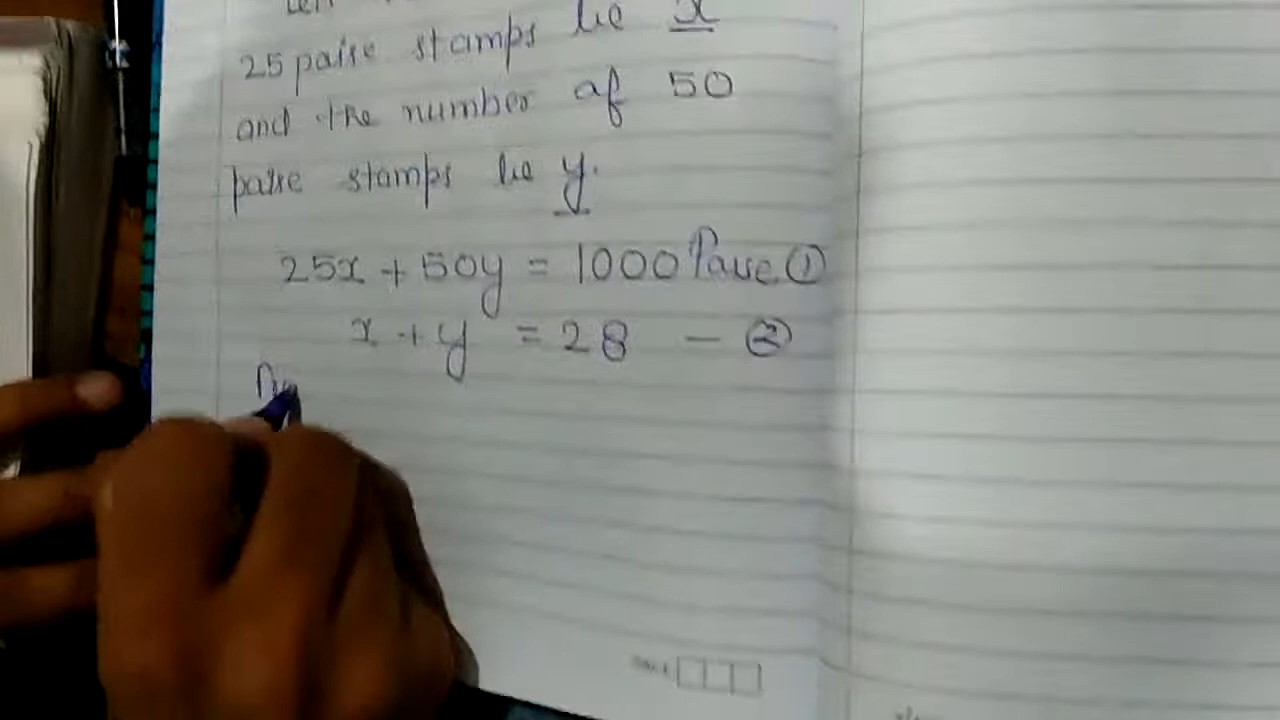 25 paise stamps be x
and the number of 50
paise stamps be y.
25x + 50y = 1000 Paise ①
x + y = 28 - ②